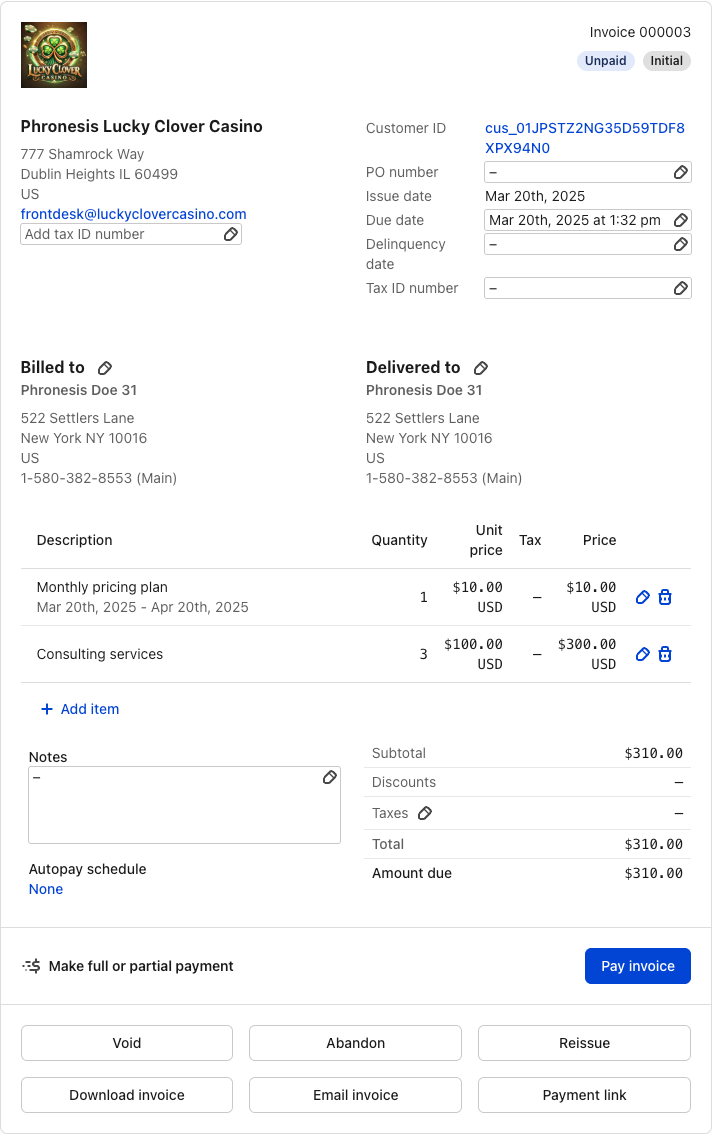 LUCKY CLOVER
CASINO
Invoice 000003
Unpaid
Initial
Phronesis Lucky Clover Casino
777 Shamrock Way
Dublin Heights IL 60499
US
frontdesk@luckyclovercasino.com
Add tax ID number
Customer ID
cus_01JPSTZ2NG35D59TDF8
XPX94N0
PO number
–
Issue date
Mar 20th, 2025
Due date
Mar 20th, 2025 at 1:32 pm
Delinquency
date
–
Tax ID number
–
Billed to
Phronesis Doe 31
522 Settlers Lane
New York NY 10016
US
1-580-382-8553 (Main)
Delivered to
Phronesis Doe 31
522 Settlers Lane
New York NY 10016
US
1-580-382-8553 (Main)
Description
Quantity
Unit
price
Tax
Price
Monthly pricing plan
Mar 20th, 2025 - Apr 20th, 2025
1
$10.00
USD
–
$10.00
USD
Consulting services
3
$100.00
USD
–
$300.00
USD
+ Add item
Notes
–
Autopay schedule
None
Subtotal
$310.00
Discounts
–
Taxes
–
Total
$310.00
Amount due
$310.00
Make full or partial payment
Pay invoice
Void
Abandon
Reissue
Download invoice
Email invoice
Payment link